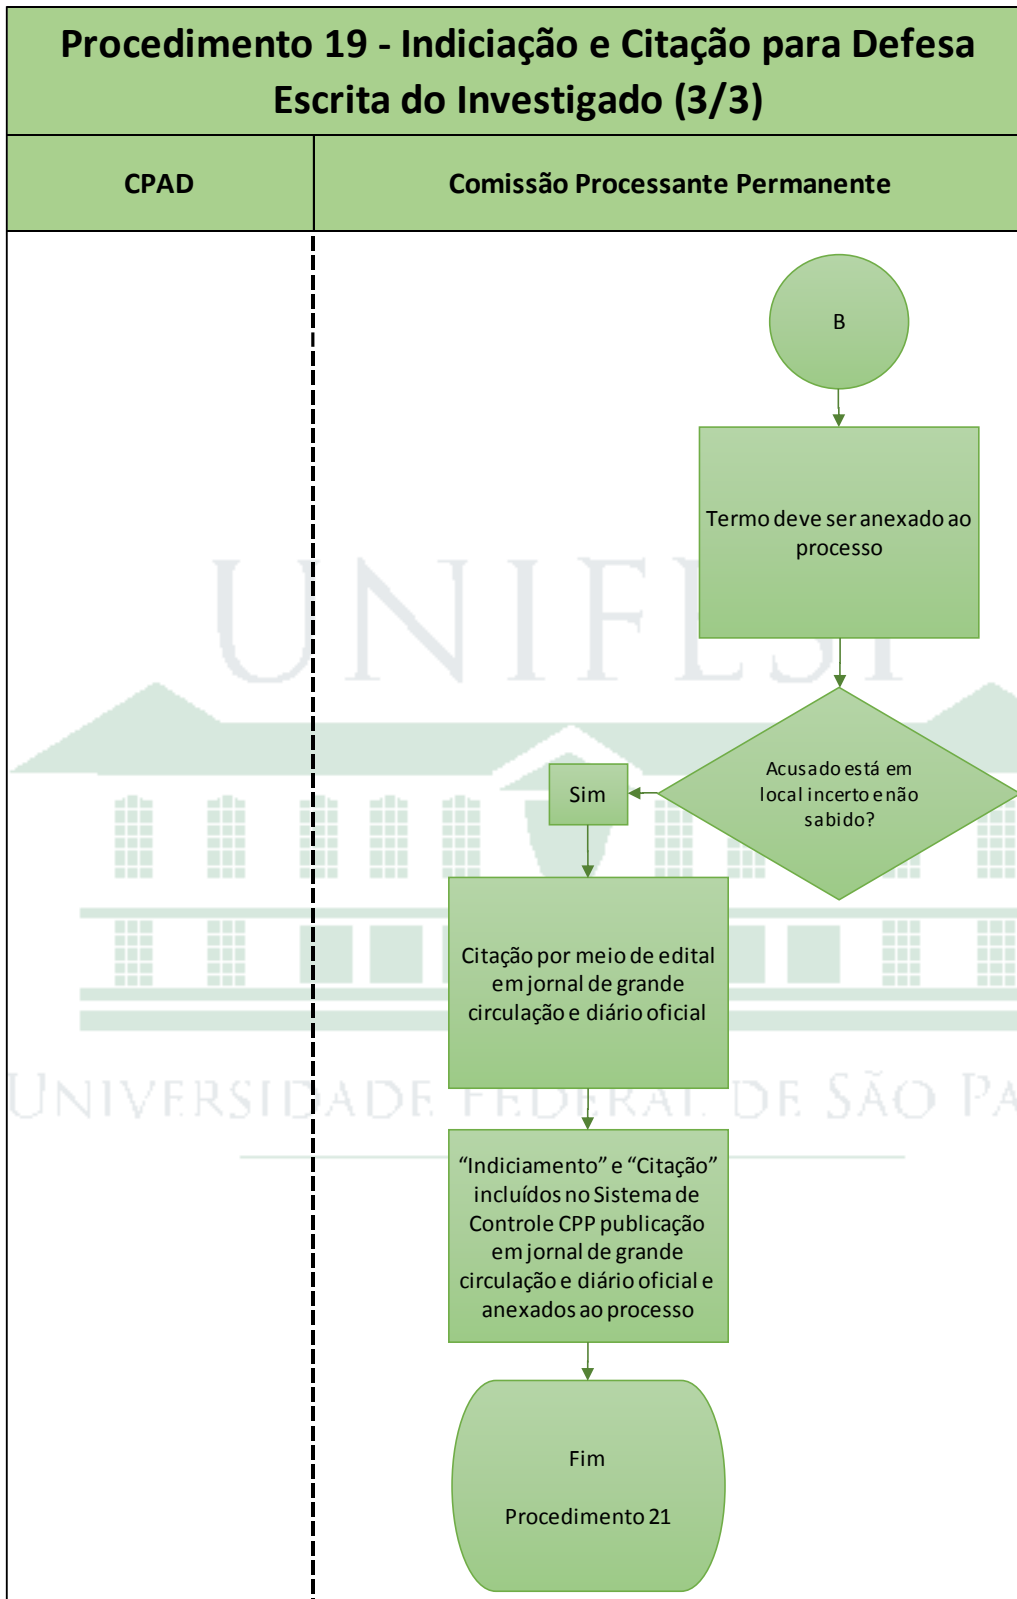 Procedimento 19 - Indiciação e Citação para Defesa
Escrita do Investigado (3/3)
CPAD
Comissão Processante Permanente
B
Termo deve ser anexado ao
processo
UNIFESP
Acusado está em
local incerto e não
sabido?
Sim
Citação por meio de edital
em jornal de grande
circulação e diário oficial
UNIVERSIDADE FEDERAL DE SÃO PA
“Indiciamento” e “Citação”
incluídos no Sistema de
Controle CPP publicação
em jornal de grande
circulação e diário oficial e
anexados ao processo
Fim
Procedimento 21